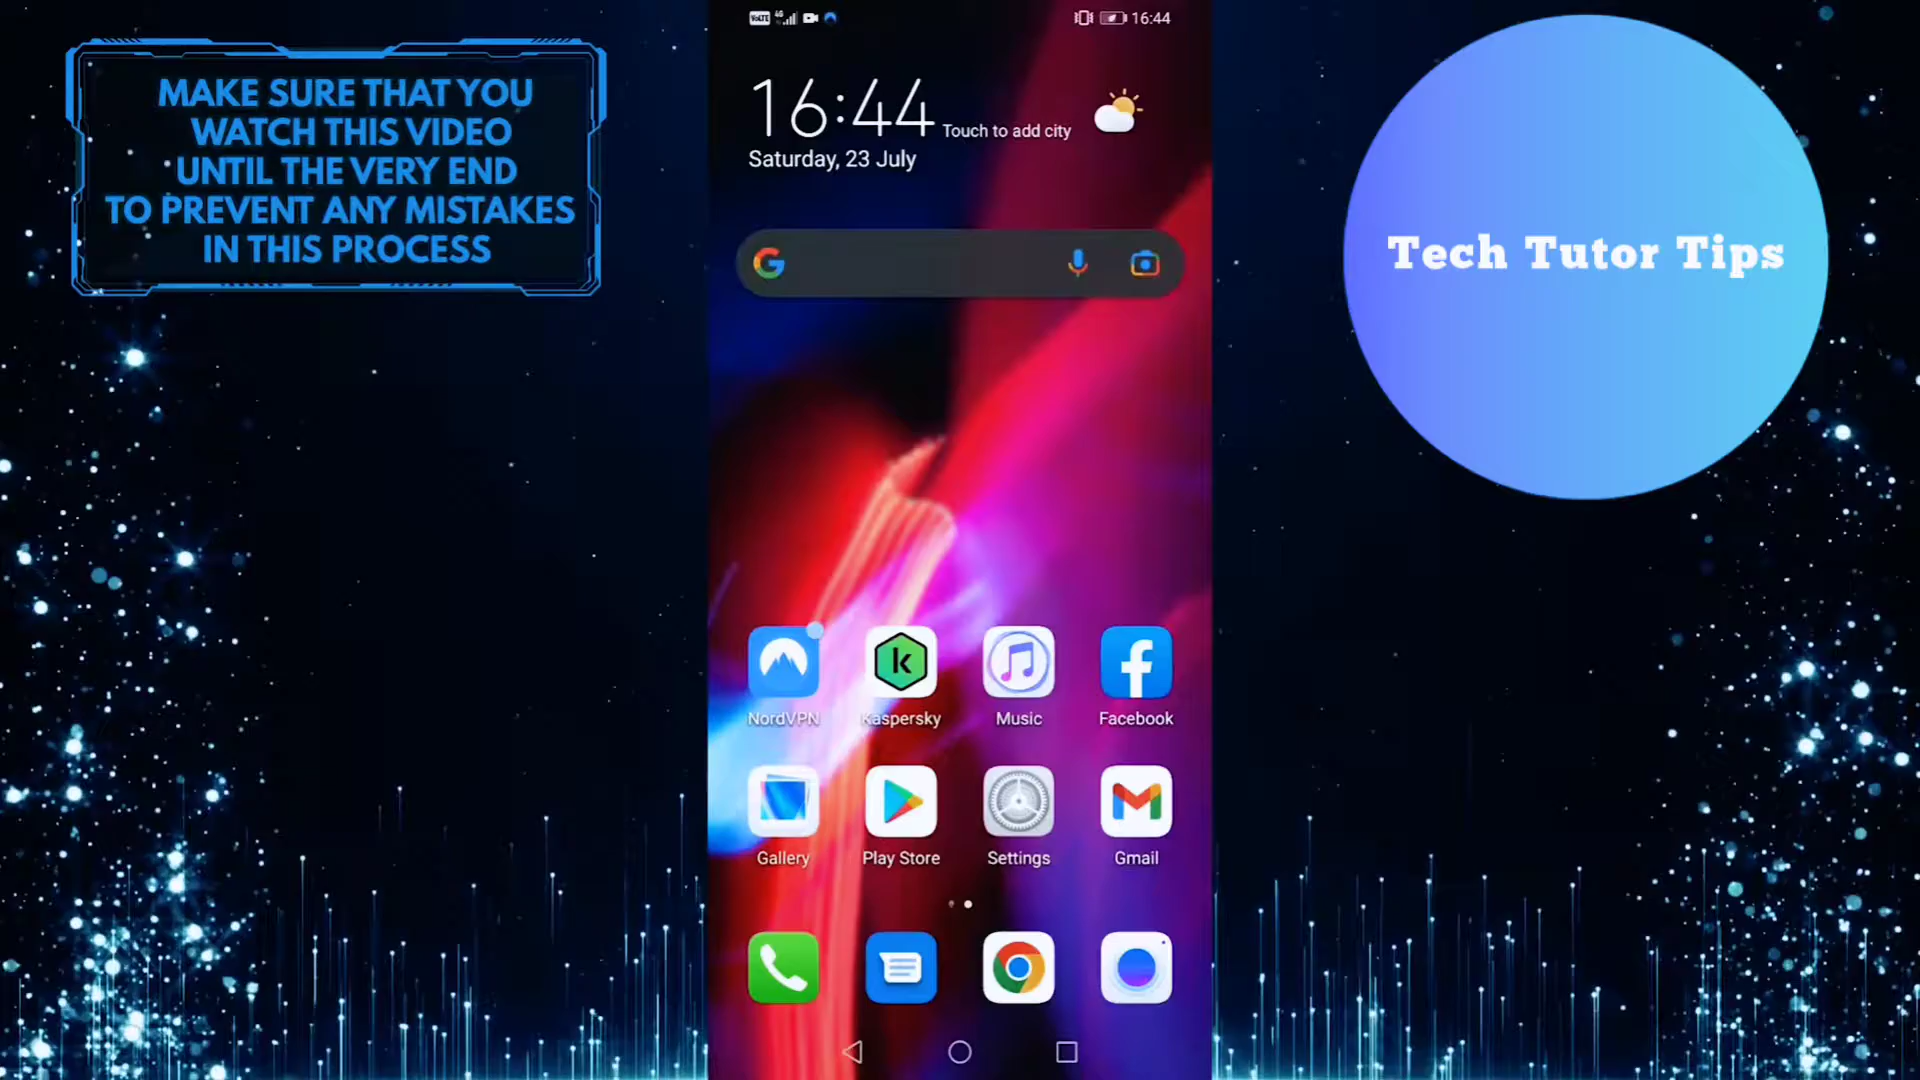 MAKE SURE THAT YOU
WATCH THIS VIDEO
UNTIL THE VERY END
TO PREVENT ANY MISTAKES
IN THIS PROCESS
VoLTE 4G 16:44
16:44 Touch to add city
Saturday, 23 July
Tech Tutor Tips
NordVPN Kaspersky Music Facebook
Gallery Play Store Settings Gmail